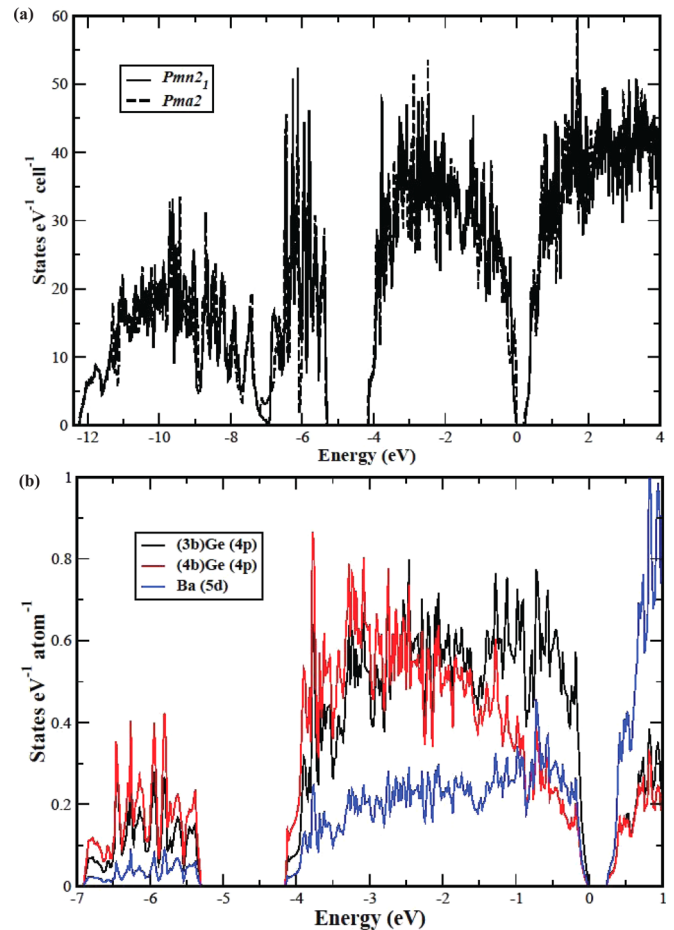 (a)
60
50
40
30
20
10
0
States eV⁻¹ cell⁻¹
Pmn2₁
Pma2
-12 -10 -8 -6 -4 -2 0 2 4
Energy (eV)
(b)
1
0.8
0.6
0.4
0.2
0
States eV⁻¹ atom⁻¹
(3b)Ge (4p)
(4b)Ge (4p)
Ba (5d)
-7 -6 -5 -4 -3 -2 -1 0 1
Energy (eV)